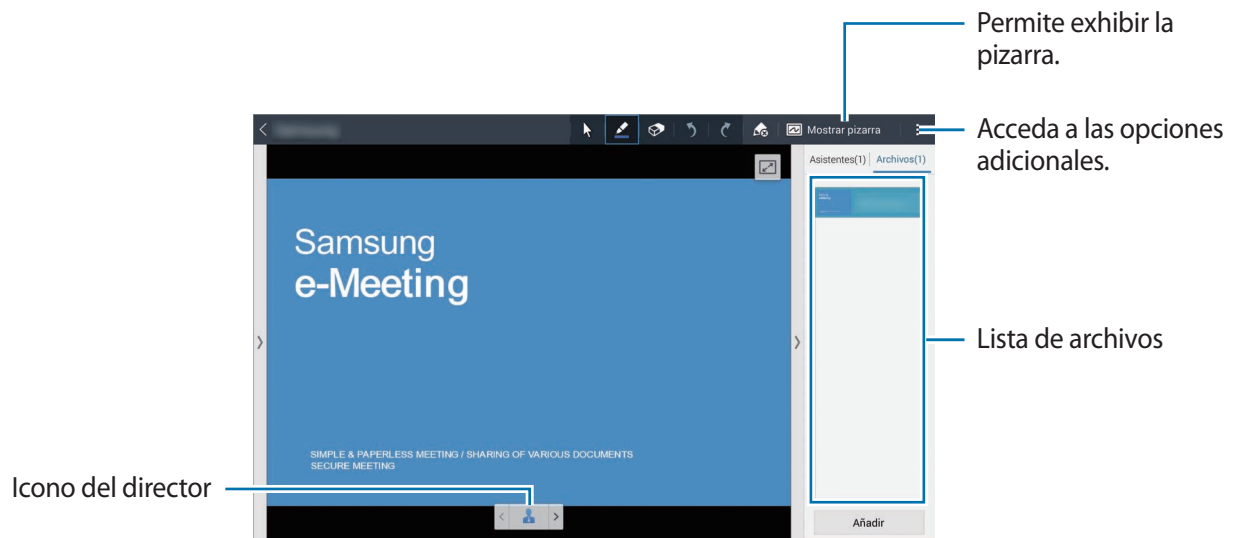 Permite exhibir la
pizarra.
Mostrar pizarra
Acceda a las opciones
adicionales.
Asistentes(1) Archivos(1)
Samsung
e-Meeting
Lista de archivos
SIMPLE & PAPERLESS MEETING / SHARING OF VARIOUS DOCUMENTS
SECURE MEETING
Icono del director
Añadir